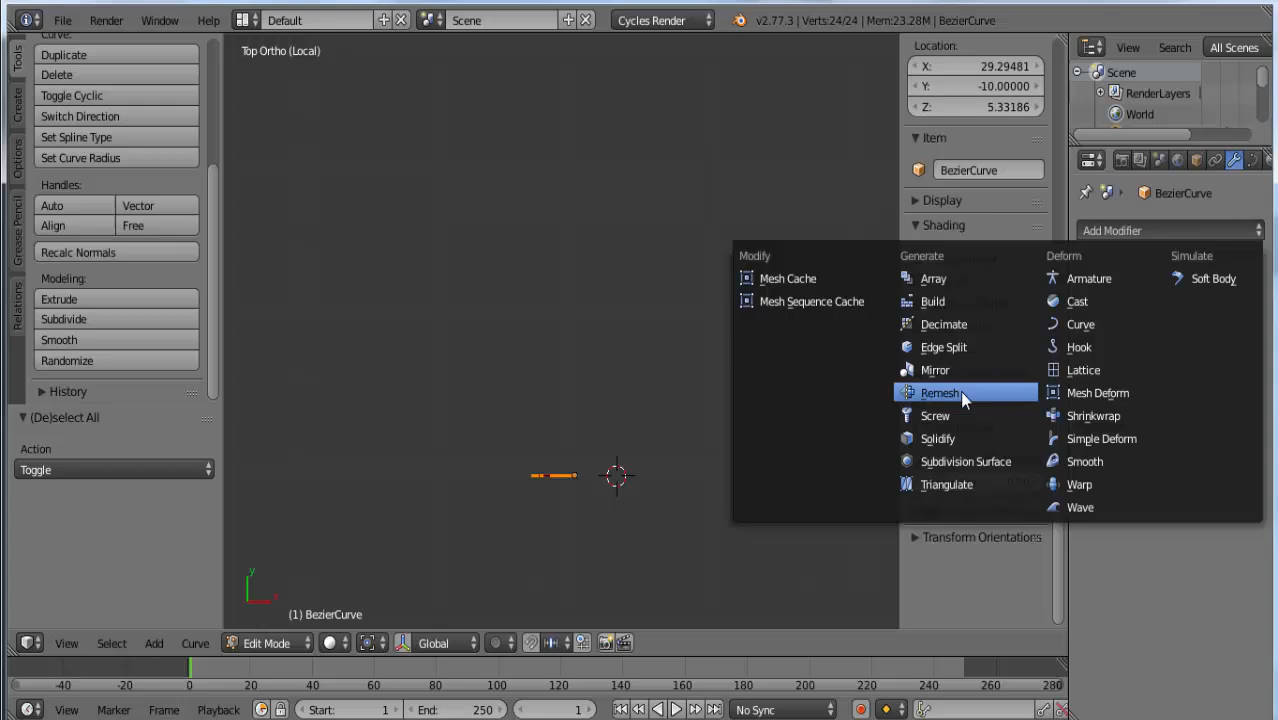 File Render Window Help Default Scene Cycles Render v2.77.3 | Verts:24/24 | Mem:23.28M | BezierCurve
Tools
Create
Options
Grease Pencil
Relations
Curve:
Duplicate
Delete
Toggle Cyclic
Switch Direction
Set Spline Type
Set Curve Radius
Handles:
Auto Vector
Align Free
Recalc Normals
Modeling:
Extrude
Subdivide
Smooth
Randomize
History
(De)select All
Action
Toggle
Top Ortho (Local)
y
x
(1) BezierCurve
Location:
X: 29.29481
Y: -10.00000
Z: 5.33186
Item
BezierCurve
Display
Shading
Transform Orientations
View Search All Scenes
Scene
RenderLayers
World
BezierCurve
Add Modifier
Modify
Mesh Cache
Mesh Sequence Cache
Generate
Array
Build
Decimate
Edge Split
Mirror
Remesh
Screw
Solidify
Subdivision Surface
Triangulate
Deform
Armature
Cast
Curve
Hook
Lattice
Mesh Deform
Shrinkwrap
Simple Deform
Smooth
Warp
Wave
Simulate
Soft Body
View Select Add Curve Edit Mode Global
-40 -20 0 20 40 60 80 100 120 140 160 180 200 220 240 260 280
View Marker Frame Playback Start: 1 End: 250 1 No Sync